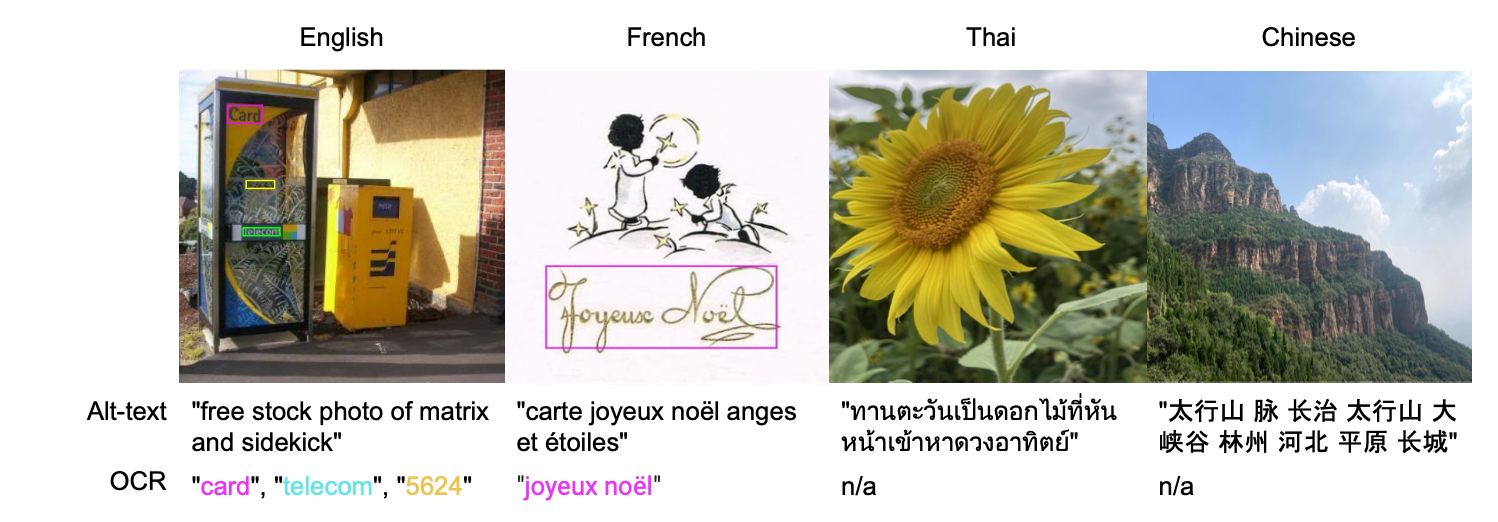 English French Thai Chinese
Card
Telecom
Joyeux Noël
Alt-text "free stock photo of matrix "carte joyeux noël anges "ทานตะวันเป็นดอกไม้ที่หัน "太行山 脉 长治 太行山 大
and sidekick" et étoiles" หน้าเข้าหาดวงอาทิตย์" 峡谷 林州 河北 平原 长城"
OCR "card", "telecom", "5624" "joyeux noël" n/a n/a